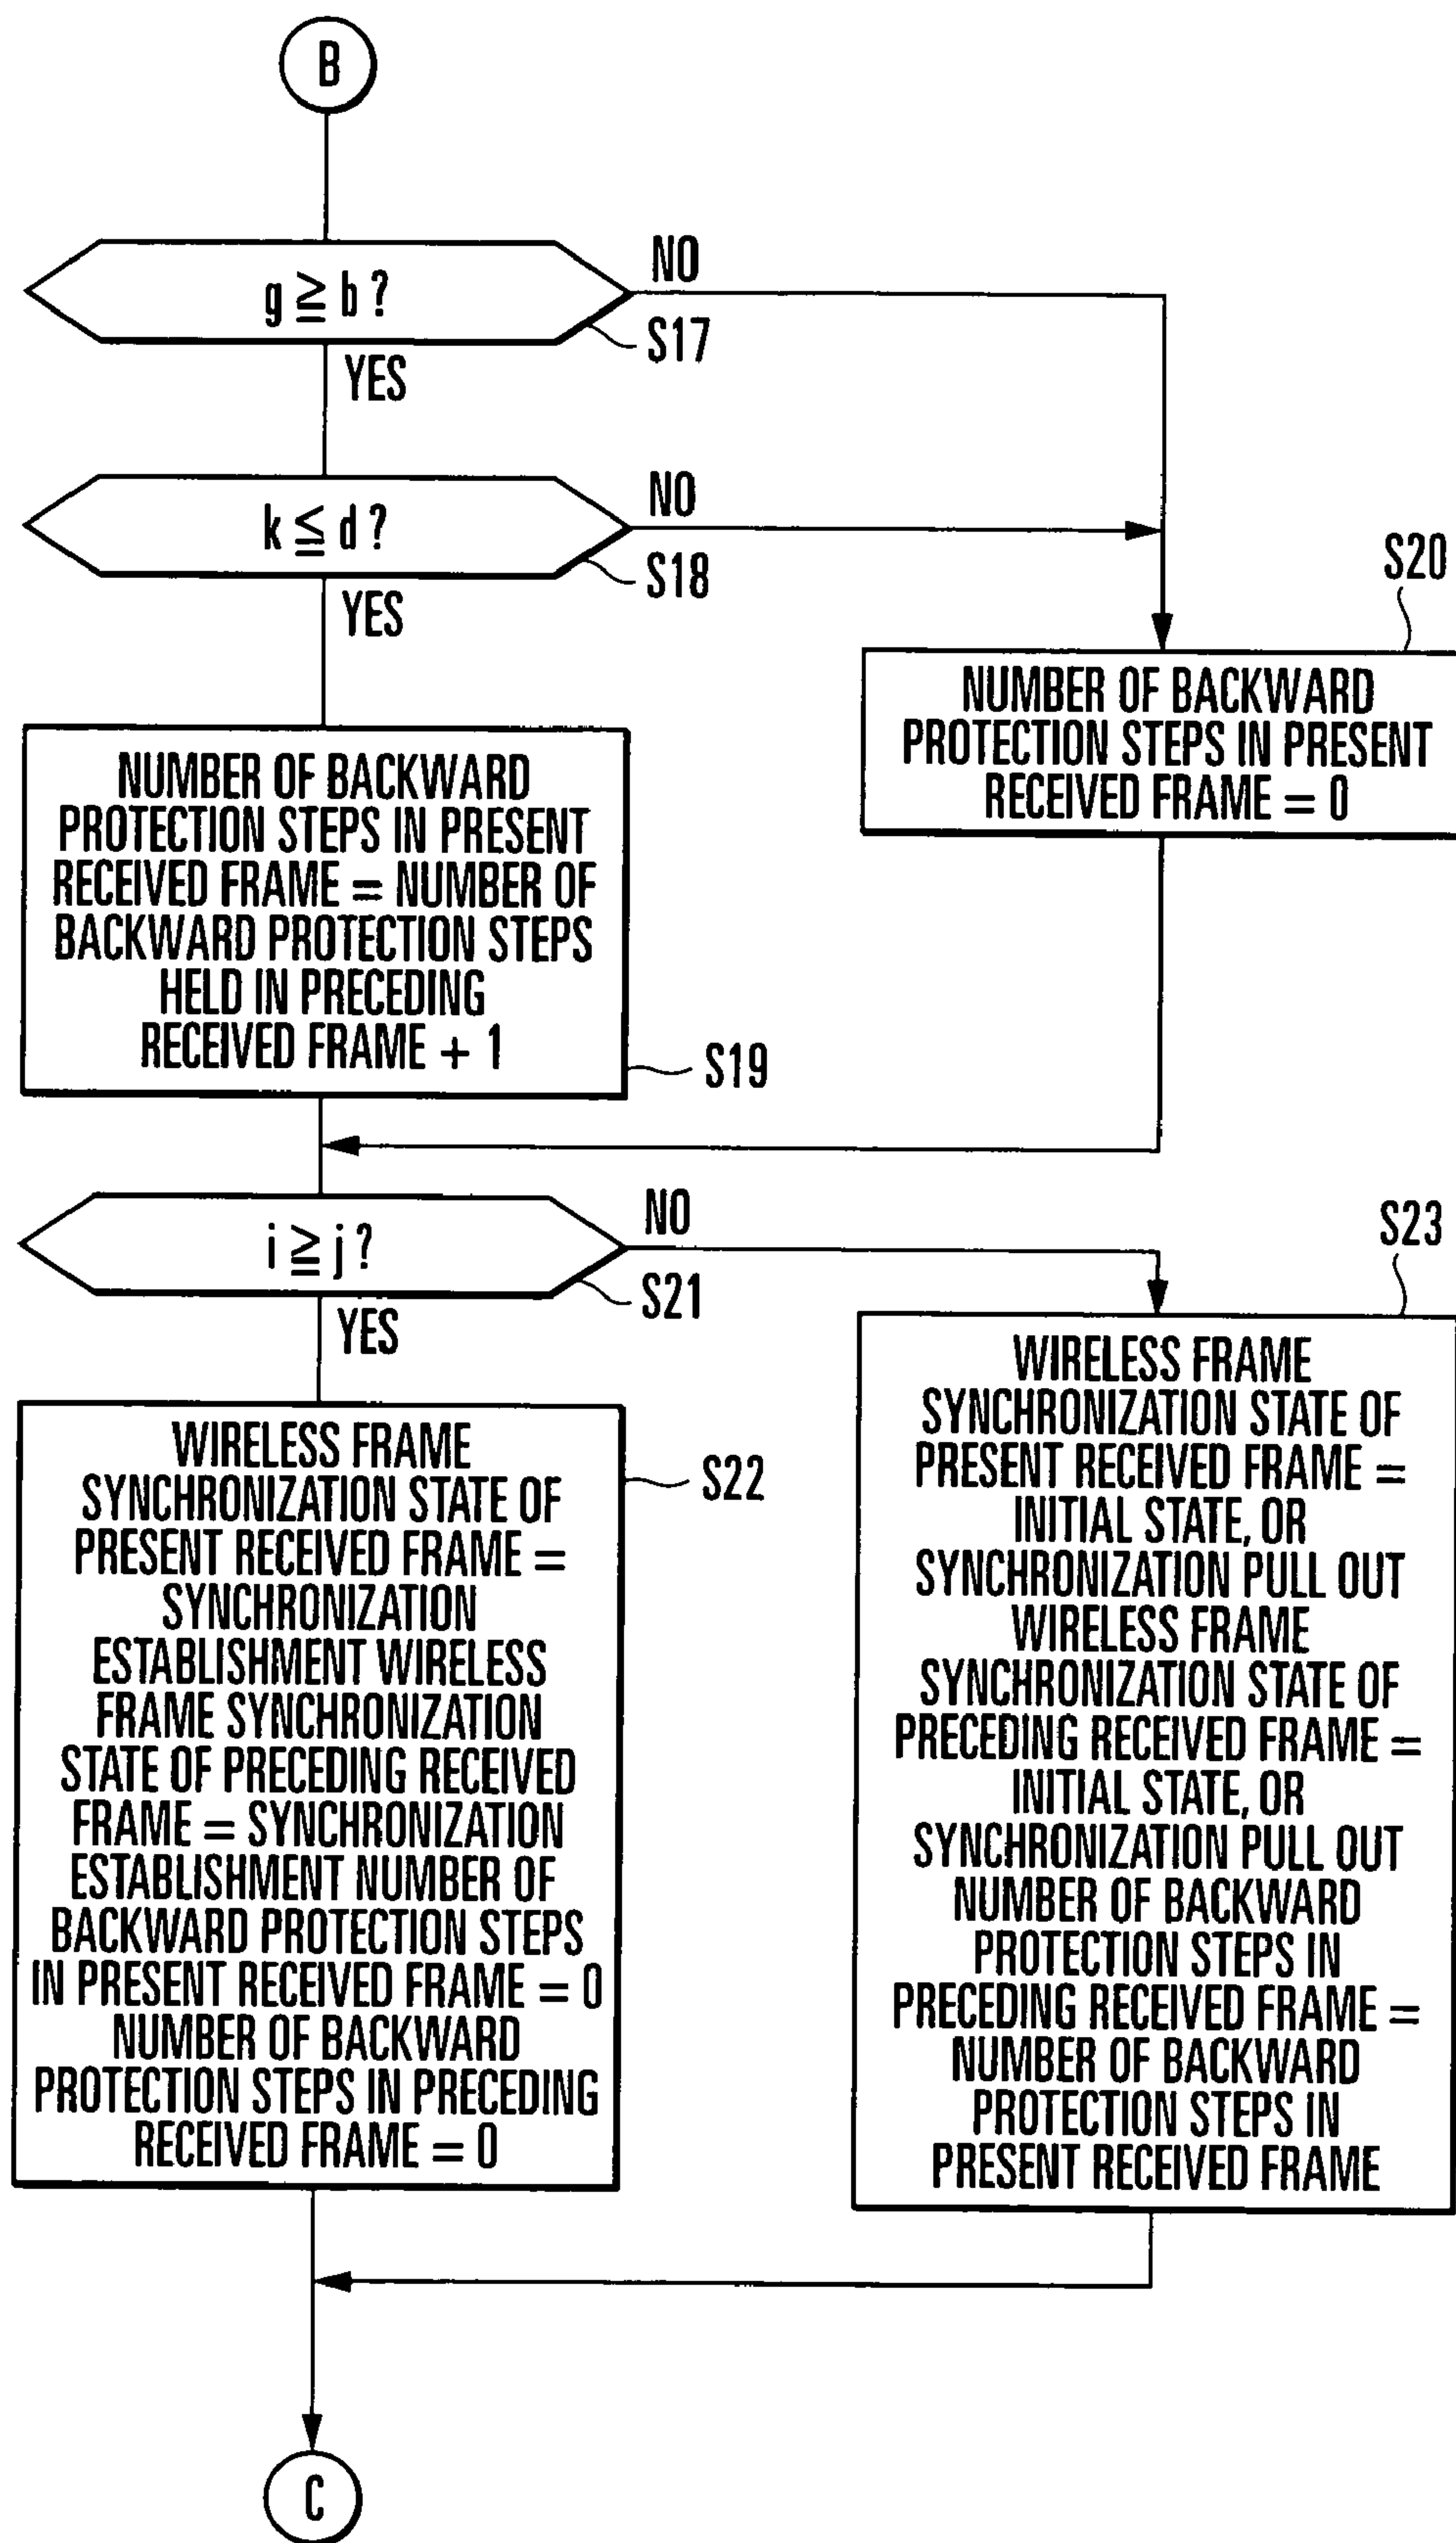 B
g ≧ b ?
NO
S17
YES
k ≦ d ?
NO
S18
YES
S20
NUMBER OF BACKWARD
PROTECTION STEPS IN PRESENT
RECEIVED FRAME = 0
NUMBER OF BACKWARD
PROTECTION STEPS IN PRESENT
RECEIVED FRAME = NUMBER OF
BACKWARD PROTECTION STEPS
HELD IN PRECEDING
RECEIVED FRAME + 1
S19
i ≧ j ?
NO
S21
YES
S23
WIRELESS FRAME
SYNCHRONIZATION STATE OF
PRESENT RECEIVED FRAME =
SYNCHRONIZATION
ESTABLISHMENT WIRELESS
FRAME SYNCHRONIZATION
STATE OF PRECEDING RECEIVED
FRAME = SYNCHRONIZATION
ESTABLISHMENT NUMBER OF
BACKWARD PROTECTION STEPS
IN PRESENT RECEIVED FRAME = 0
NUMBER OF BACKWARD
PROTECTION STEPS IN PRECEDING
RECEIVED FRAME = 0
S22
WIRELESS FRAME
SYNCHRONIZATION STATE OF
PRESENT RECEIVED FRAME =
INITIAL STATE, OR
SYNCHRONIZATION PULL OUT
WIRELESS FRAME
SYNCHRONIZATION STATE OF
PRECEDING RECEIVED FRAME =
INITIAL STATE, OR
SYNCHRONIZATION PULL OUT
NUMBER OF BACKWARD
PROTECTION STEPS IN
PRECEDING RECEIVED FRAME =
NUMBER OF BACKWARD
PROTECTION STEPS IN
PRESENT RECEIVED FRAME
C